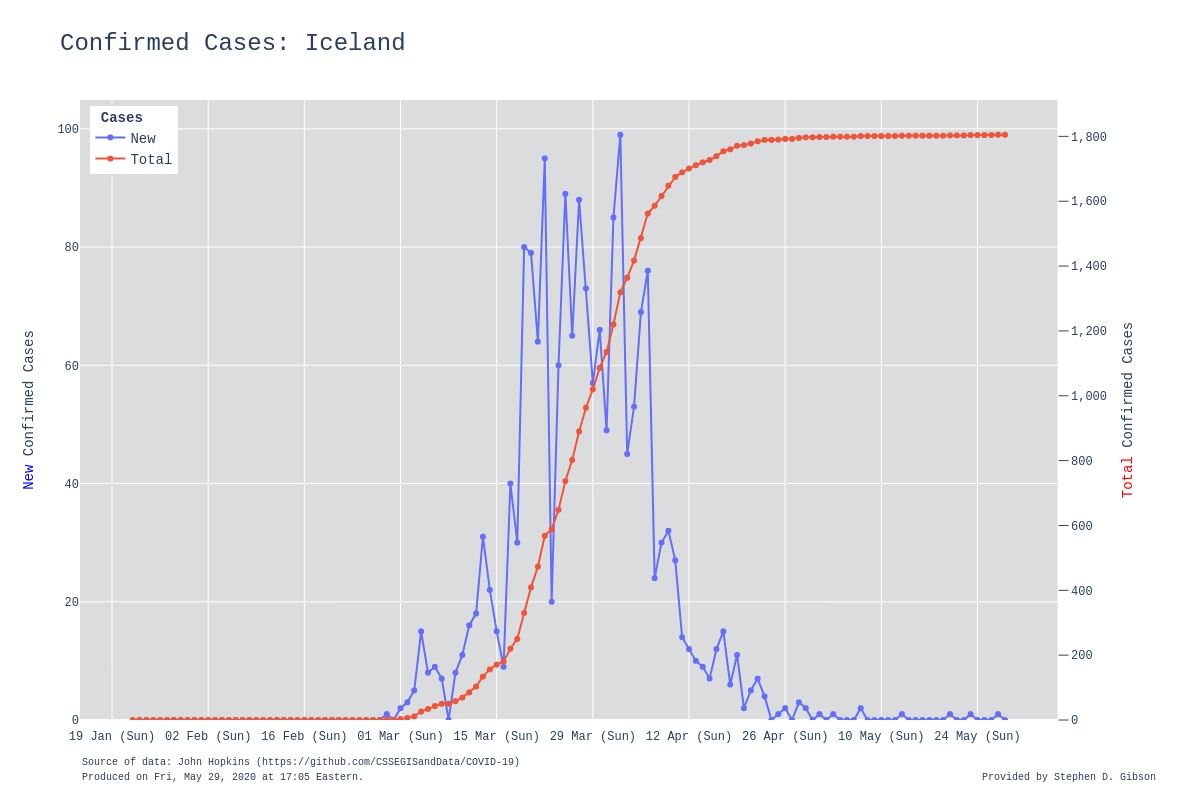 Confirmed Cases: Iceland
Cases
New
Total
100
80
60
40
20
0
1,800
1,600
1,400
1,200
1,000
800
600
400
200
0
New Confirmed Cases
Total Confirmed Cases
19 Jan (Sun) 02 Feb (Sun) 16 Feb (Sun) 01 Mar (Sun) 15 Mar (Sun) 29 Mar (Sun) 12 Apr (Sun) 26 Apr (Sun) 10 May (Sun) 24 May (Sun)
Source of data: John Hopkins (https://github.com/CSSEGISandData/COVID-19)
Produced on Fri, May 29, 2020 at 17:05 Eastern.
Provided by Stephen D. Gibson